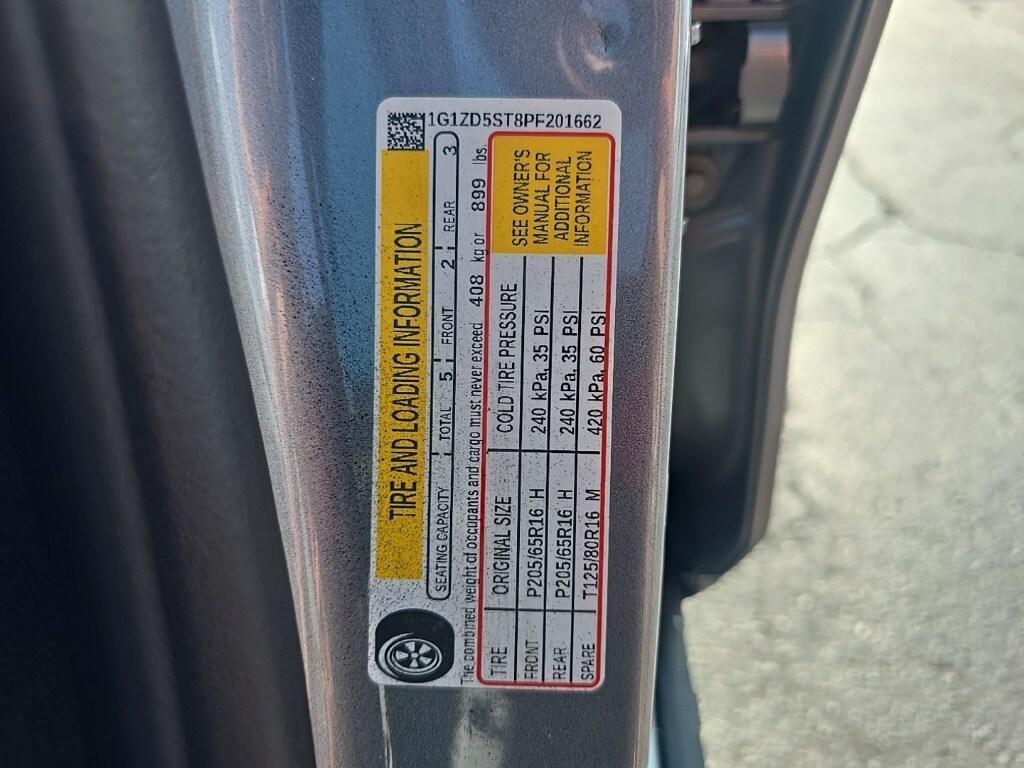 1G1ZD5ST8PF201662
TIRE AND LOADING INFORMATION
SEATING CAPACITY TOTAL 5 FRONT 2 REAR 3
The combined weight of occupants and cargo must never exceed 408 kg or 899 lbs.
TIRE ORIGINAL SIZE COLD TIRE PRESSURE
FRONT P205/65R16 H 240 kPa, 35 PSI
REAR P205/65R16 H 240 kPa, 35 PSI
SPARE T125/80R16 M 420 kPa, 60 PSI
SEE OWNER'S
MANUAL FOR
ADDITIONAL
INFORMATION